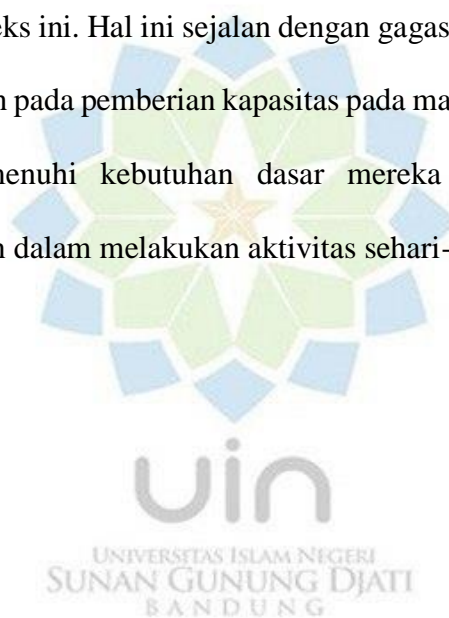 eks ini. Hal ini sejalan dengan gagas
pada pemberian kapasitas pada ma
menuhi kebutuhan dasar mereka
dalam melakukan aktivitas sehari-
uin
UNIVERSITAS ISLAM NEGERI
SUNAN GUNUNG DJATI
BANDUNG